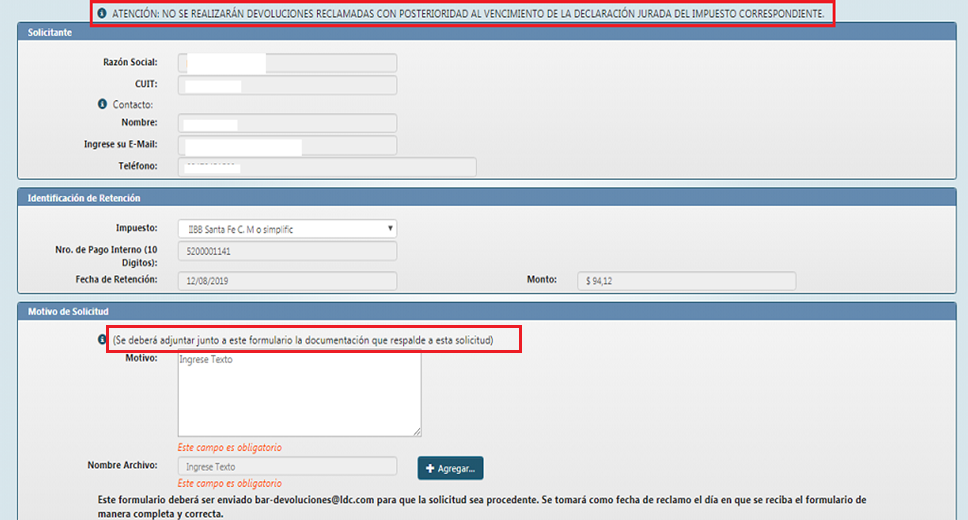 ATENCIÓN: NO SE REALIZARÁN DEVOLUCIONES RECLAMADAS CON POSTERIORIDAD AL VENCIMIENTO DE LA DECLARACIÓN JURADA DEL IMPUESTO CORRESPONDIENTE.
Solicitante
Razón Social:
CUIT:
Contacto:
Nombre:
Ingrese su E-Mail:
Teléfono:
Identificación de Retención
Impuesto: IIBB Santa Fe C. M o simplific
Nro. de Pago Interno (10
Digitos): 5200001141
Fecha de Retención: 12/08/2019 Monto: $ 94,12
Motivo de Solicitud
(Se deberá adjuntar junto a este formulario la documentación que respalde a esta solicitud)
Motivo: Ingrese Texto
Este campo es obligatorio
Nombre Archivo: Ingrese Texto Agregar...
Este campo es obligatorio
Este formulario deberá ser enviado bar-devoluciones@ldc.com para que la solicitud sea procedente. Se tomará como fecha de reclamo el día en que se reciba el formulario de
manera completa y correcta.